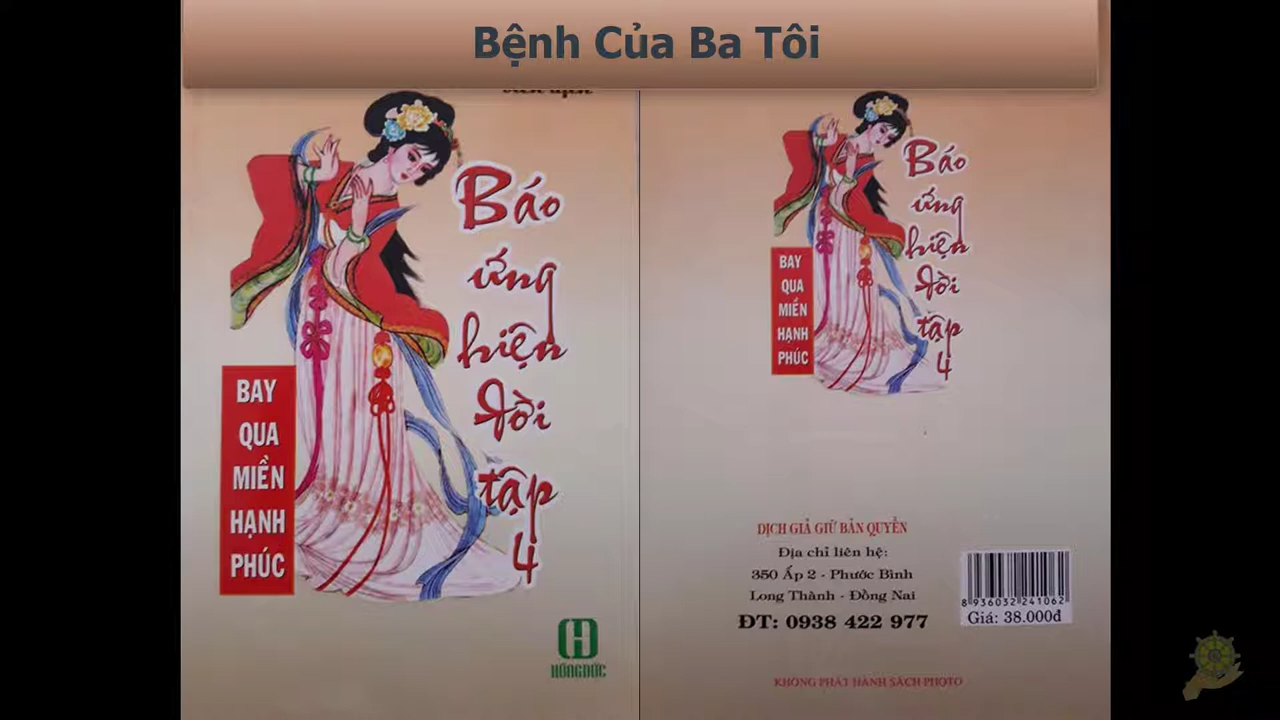 Bệnh Của Ba Tôi
Báo
ứng
hiện
đời
tập
4
BAY
QUA
MIỀN
HẠNH
PHÚC
HỒNG ĐỨC
Báo
ứng
hiện
đời
tập
4
BAY
QUA
MIỀN
HẠNH
PHÚC
DỊCH GIẢ GIỮ BẢN QUYỀN
Địa chỉ liên hệ:
350 Ấp 2 - Phước Bình
Long Thành - Đồng Nai
ĐT: 0938 422 977
8 936032 241062
Giá: 38.000đ
KHÔNG PHÁT HÀNH SÁCH PHOTO